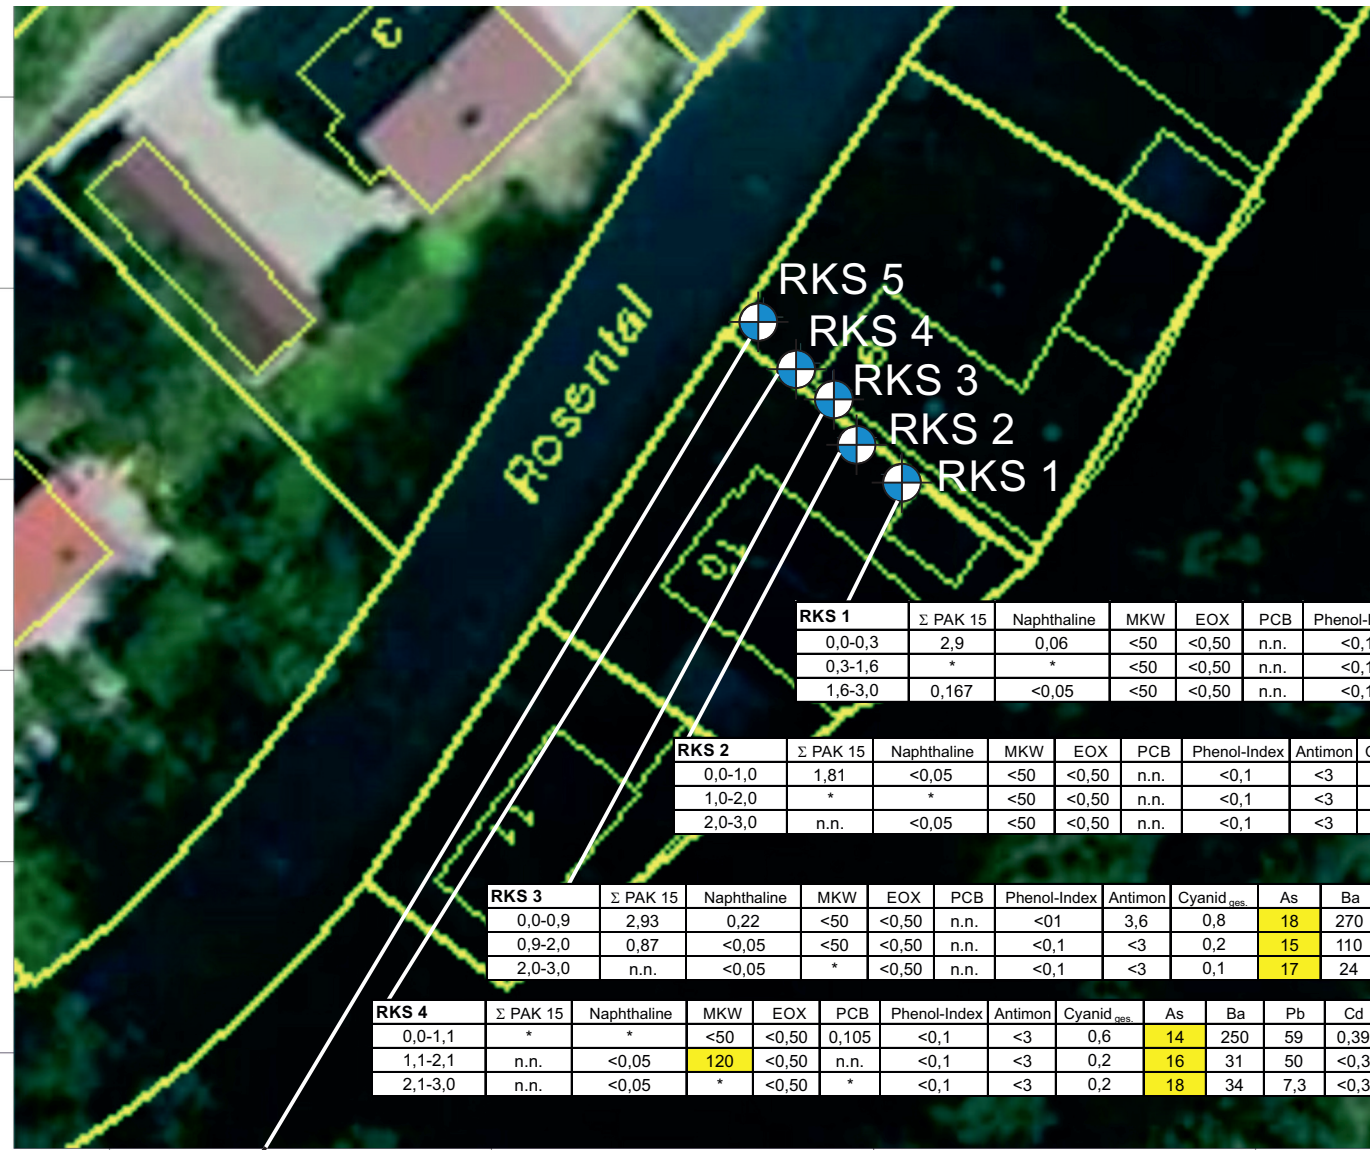 3
RKS 5
RKS 4
9
RKS 3
RKS 2
RKS 1
Rosental
10
11
RKS 1 Σ PAK 15 Naphthaline MKW EOX PCB
0,0-0,3 2,9 0,06 <50 <0,50 n.n.
0,3-1,6 * * <50 <0,50 n.n.
1,6-3,0 0,167 <0,05 <50 <0,50 n.n.
RKS 2 Σ PAK 15 Naphthaline MKW EOX PCB Phenol-Index Antimon
0,0-1,0 1,81 <0,05 <50 <0,50 n.n. <0,1 <3
1,0-2,0 * * <50 <0,50 n.n. <0,1 <3
2,0-3,0 n.n. <0,05 <50 <0,50 n.n. <0,1 <3
RKS 3 Σ PAK 15 Naphthaline MKW EOX PCB Phenol-Index Antimon Cyanid ges. As Ba
0,0-0,9 2,93 0,22 <50 <0,50 n.n. <01 3,6 0,8 18 270
0,9-2,0 0,87 <0,05 <50 <0,50 n.n. <0,1 <3 0,2 15 110
2,0-3,0 n.n. <0,05 * <0,50 n.n. <0,1 <3 0,1 17 24
RKS 4 Σ PAK 15 Naphthaline MKW EOX PCB Phenol-Index Antimon Cyanid ges. As Ba Pb Cd
0,0-1,1 * * <50 <0,50 0,105 <0,1 <3 0,6 14 250 59 0,39
1,1-2,1 n.n. <0,05 120 <0,50 n.n. <0,1 <3 0,2 16 31 50 <0,3
2,1-3,0 n.n. <0,05 * <0,50 * <0,1 <3 0,2 18 34 7,3 <0,3